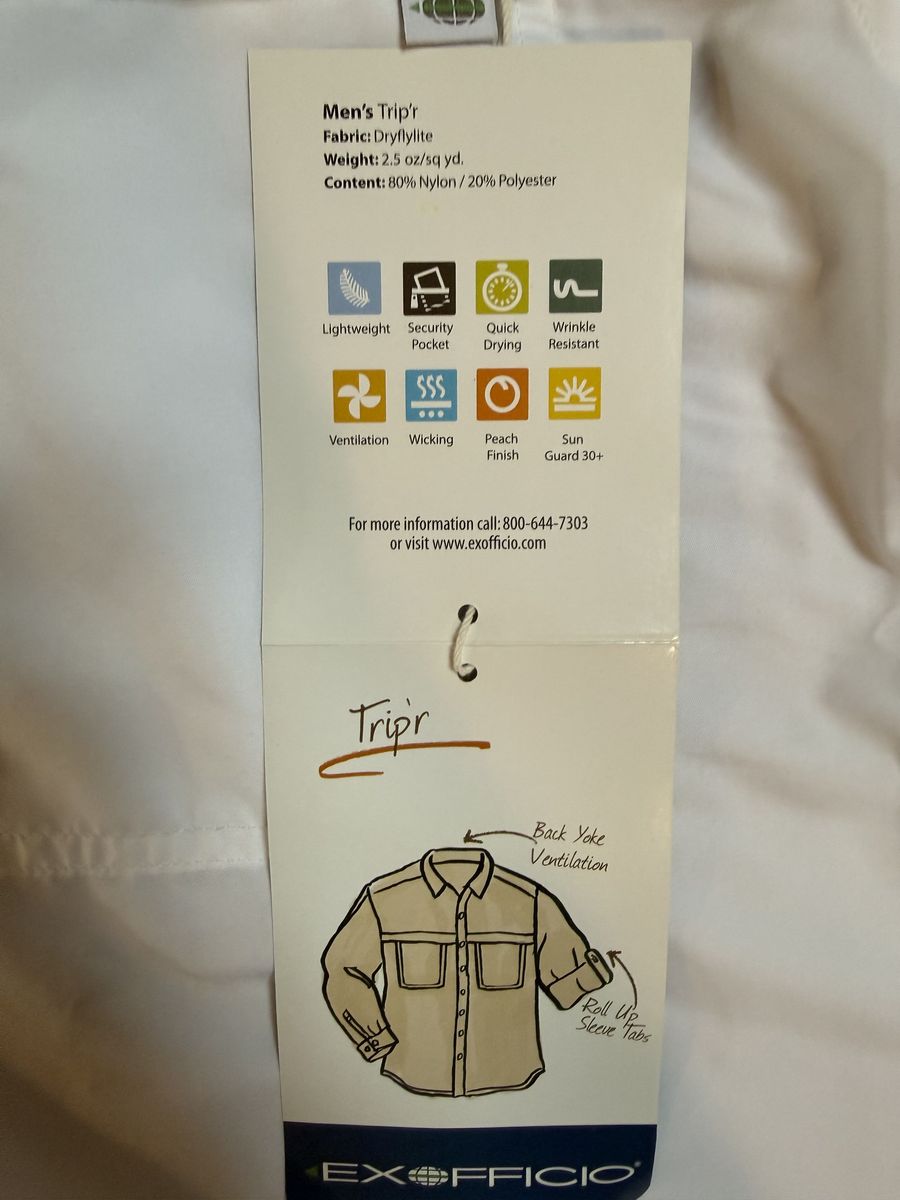 Men's Trip'r
Fabric: Dryflylite
Weight: 2.5 oz/sq yd.
Content: 80% Nylon / 20% Polyester
Lightweight
Security
Pocket
Quick
Drying
Wrinkle
Resistant
Ventilation
Wicking
Peach
Finish
Sun
Guard 30+
For more information call: 800-644-7303
or visit www.exofficio.com
Trip'r
Back Yoke
Ventilation
Roll Up
Sleeve Tabs
EXOFFICIO®